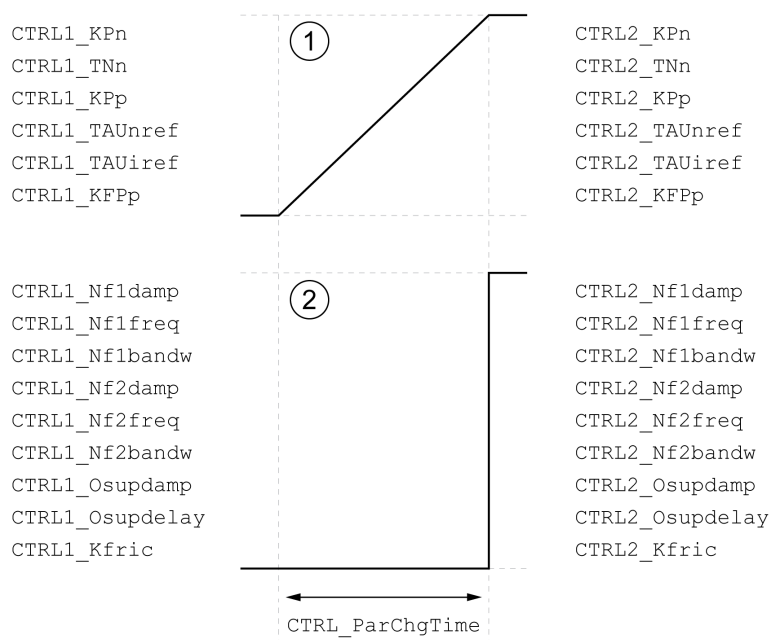 CTRL1_KPn
CTRL1_TNn
CTRL1_KPp
CTRL1_TAUnref
CTRL1_TAUiref
CTRL1_KFPp
1
CTRL2_KPn
CTRL2_TNn
CTRL2_KPp
CTRL2_TAUnref
CTRL2_TAUiref
CTRL2_KFPp
CTRL1_Nf1damp
CTRL1_Nf1freq
CTRL1_Nf1bandw
CTRL1_Nf2damp
CTRL1_Nf2freq
CTRL1_Nf2bandw
CTRL1_Osupdamp
CTRL1_Osupdelay
CTRL1_Kfric
2
CTRL2_Nf1damp
CTRL2_Nf1freq
CTRL2_Nf1bandw
CTRL2_Nf2damp
CTRL2_Nf2freq
CTRL2_Nf2bandw
CTRL2_Osupdamp
CTRL2_Osupdelay
CTRL2_Kfric
CTRL_ParChgTime